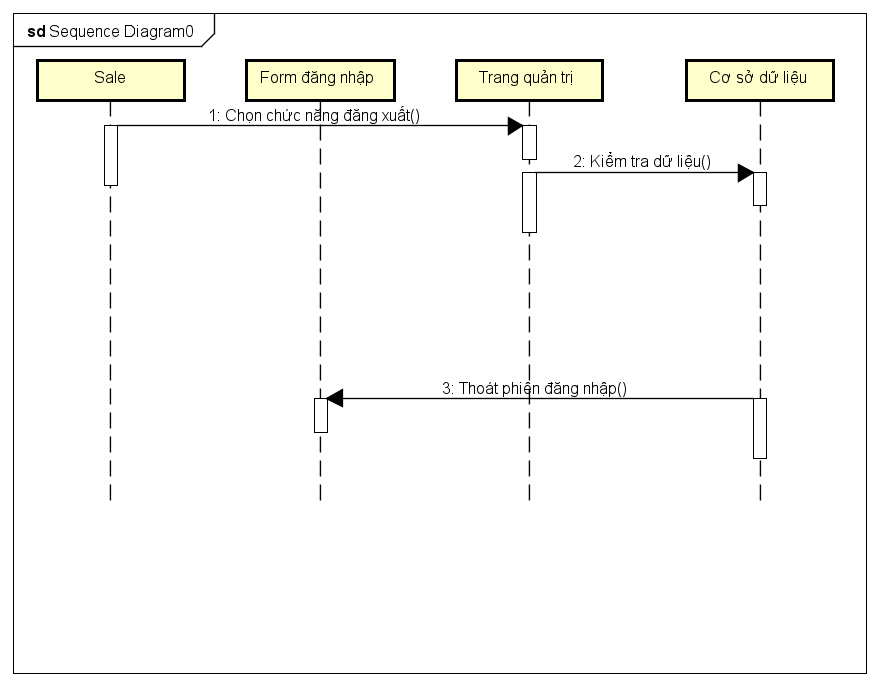 sd Sequence Diagram0
Sale
Form đăng nhập
Trang quản trị
Cơ sở dữ liệu
1: Chọn chức năng đăng xuất()
2: Kiểm tra dữ liệu()
3: Thoát phiện đăng nhập()